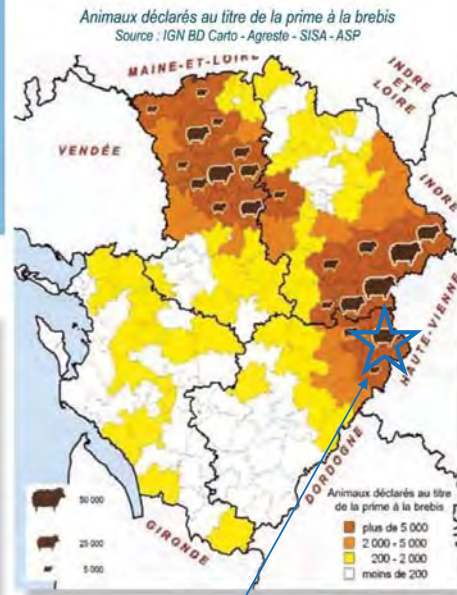 Animaux déclarés au titre de la prime à la brebis
Source : IGN BD Carto - Agreste - SISA - ASP
MAINE-ET-LOIRE
INDRE
ET
LOIRE
VENDÉE
INDRE
HAUTE-VIENNE
DORDOGNE
GIRONDE
50 000
25 000
5 000
Animaux déclarés au titre
de la prime à la brebis
plus de 5 000
2 000 - 5 000
200 - 2 000
moins de 200